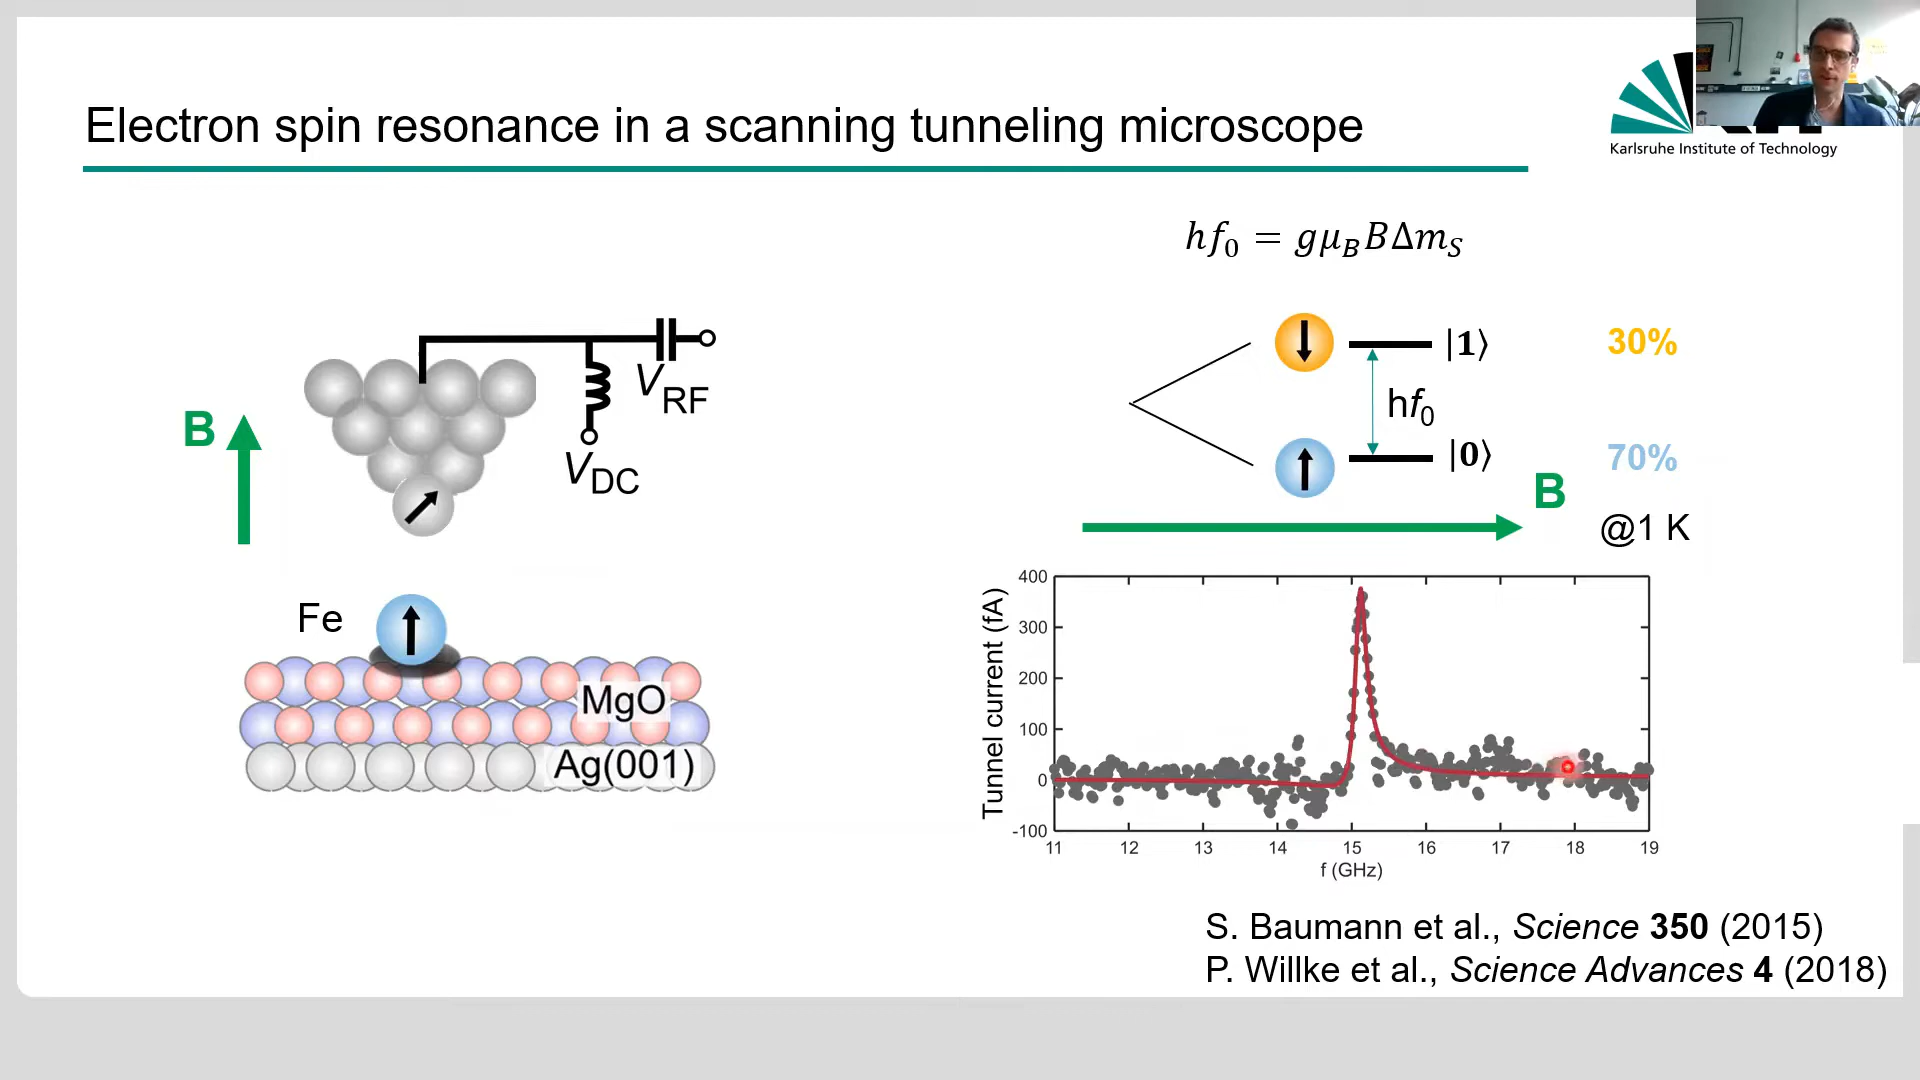 Electron spin resonance in a scanning tunneling microscope
Karlsruhe Institute of Technology
hf₀ = gμ_B BΔm_S
B
V_RF
V_DC
Fe
MgO
Ag(001)
|1⟩
30%
hf₀
|0⟩
70%
B
@1 K
Tunnel current (fA)
400
300
200
100
0
-100
11 12 13 14 15 16 17 18 19
f (GHz)
S. Baumann et al., Science 350 (2015)
P. Willke et al., Science Advances 4 (2018)